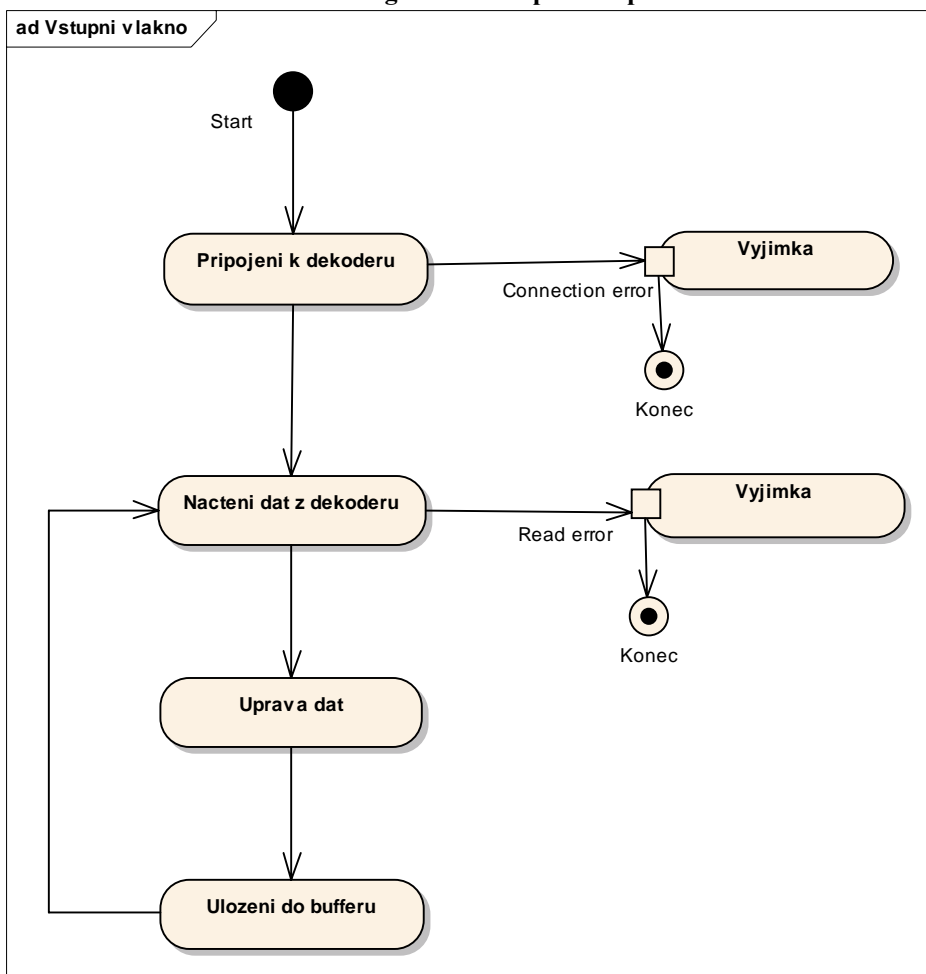 ad Vstupni vlakno
Start
Pripojeni k dekoderu
Vyjimka
Connection error
Konec
Nacteni dat z dekoderu
Vyjimka
Read error
Konec
Uprava dat
Ulozeni do bufferu